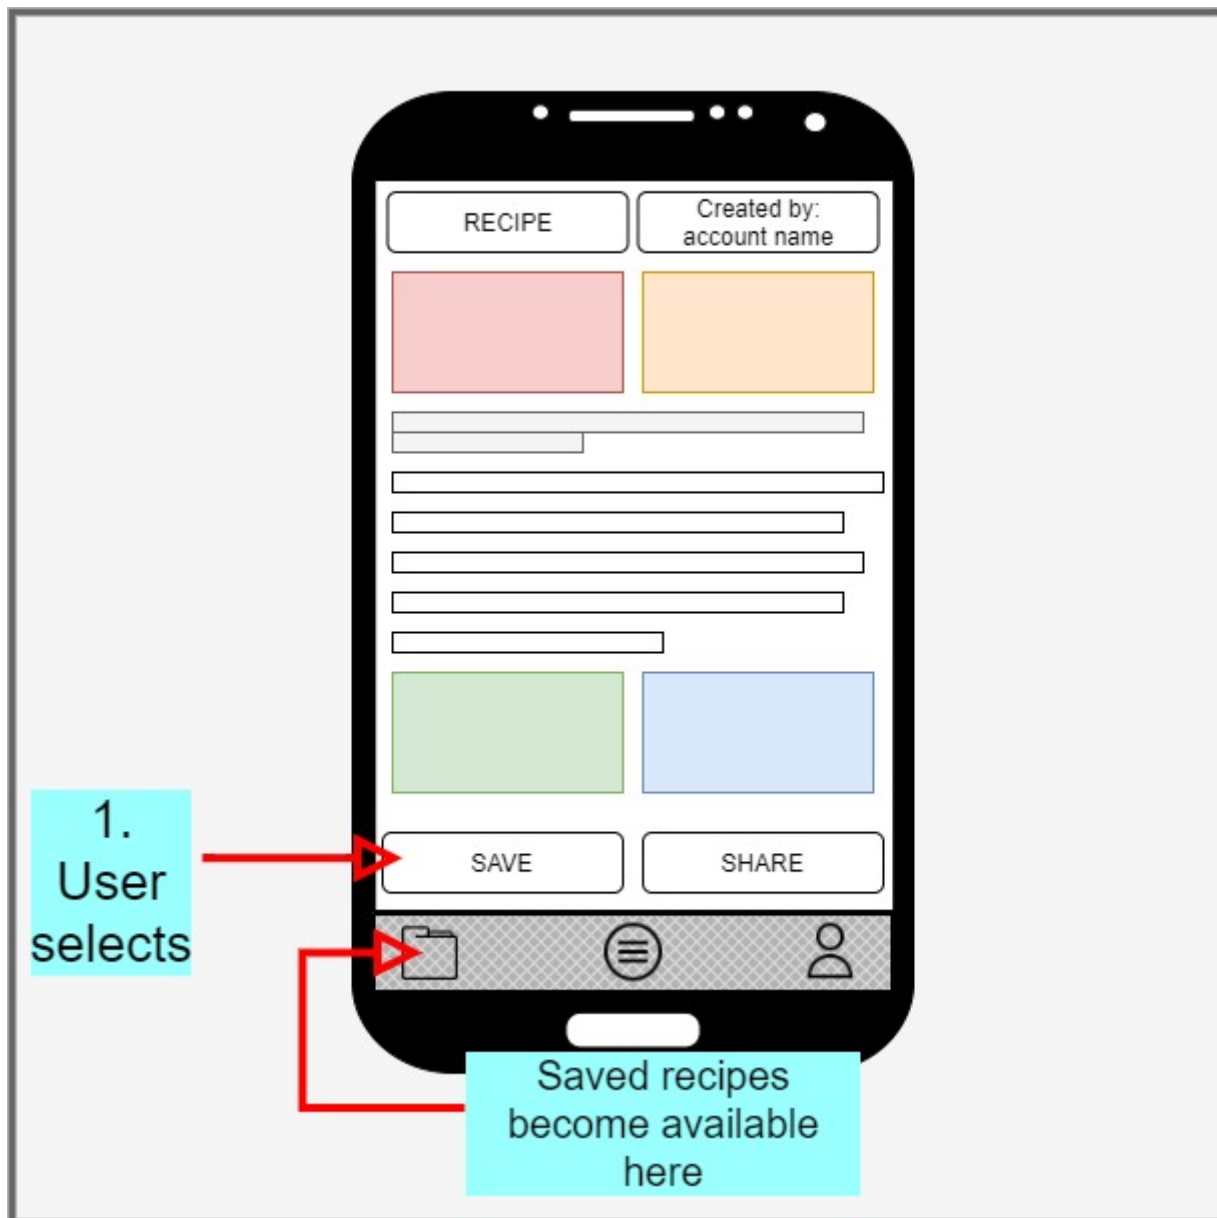 RECIPE
Created by:
account name
1.
User
selects
SAVE
SHARE
Saved recipes
become available
here